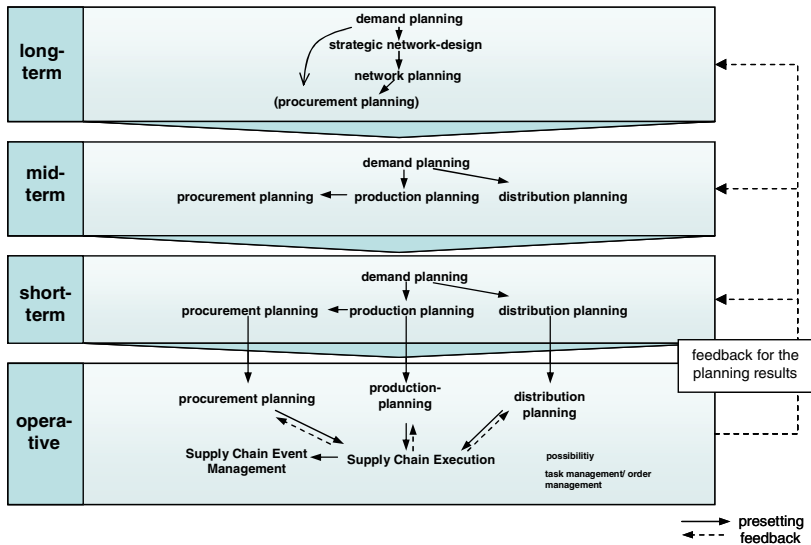 long-
term
demand planning
strategic network-design
network planning
(procurement planning)
mid-
term
demand planning
procurement planning production planning distribution planning
short-
term
demand planning
procurement planning production planning distribution planning
feedback for the
planning results
opera-
tive
procurement planning
production-
planning
distribution
planning
Supply Chain Event
Management
Supply Chain Execution
possibilitiy
task management/ order
management
presetting
feedback